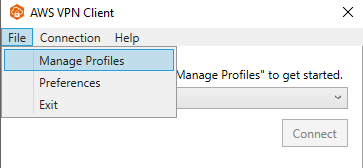 AWS VPN Client
File Connection Help
Manage Profiles
Manage Profiles" to get started.
Preferences
Exit
Connect